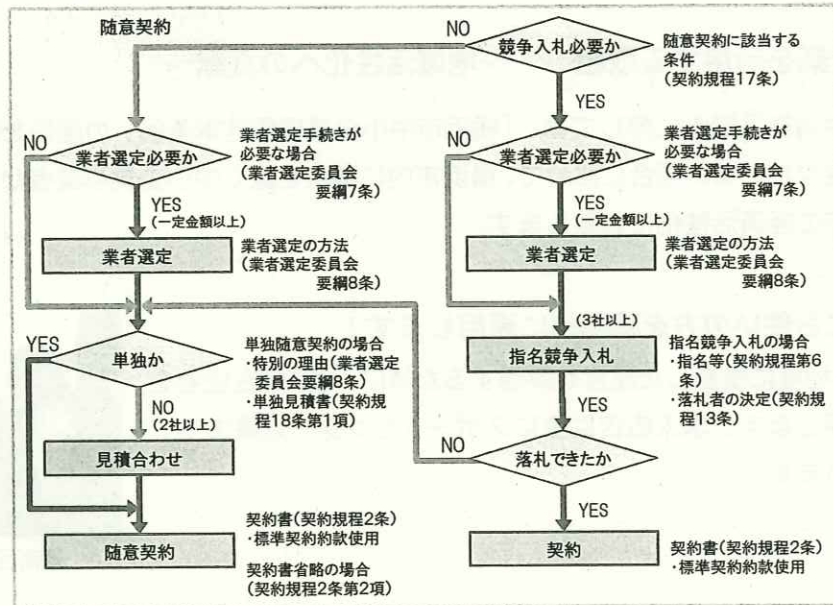 随意契約
NO
競争入札必要か
随意契約に該当する
条件
(契約規程17条)
YES
NO
業者選定必要か
業者選定手続きが
必要な場合
(業者選定委員会
要綱7条)
YES
(一定金額以上)
業者選定
業者選定の方法
(業者選定委員会
要綱8条)
NO
業者選定必要か
業者選定手続きが
必要な場合
(業者選定委員会
要綱7条)
YES
(一定金額以上)
業者選定
業者選定の方法
(業者選定委員会
要綱8条)
YES
単独か
単独随意契約の場合
・特別の理由(業者選定
委員会要綱8条)
・単独見積書(契約規
程18条第1項)
NO
(2社以上)
見積合わせ
随意契約
契約書(契約規程2条)
・標準契約約款使用
契約書省略の場合
(契約規程2条第2項)
(3社以上)
指名競争入札
指名競争入札の場合
・指名等(契約規程第6
条)
・落札者の決定(契約規
程13条)
YES
NO
落札できたか
YES
契約
契約書(契約規程2条)
・標準契約約款使用